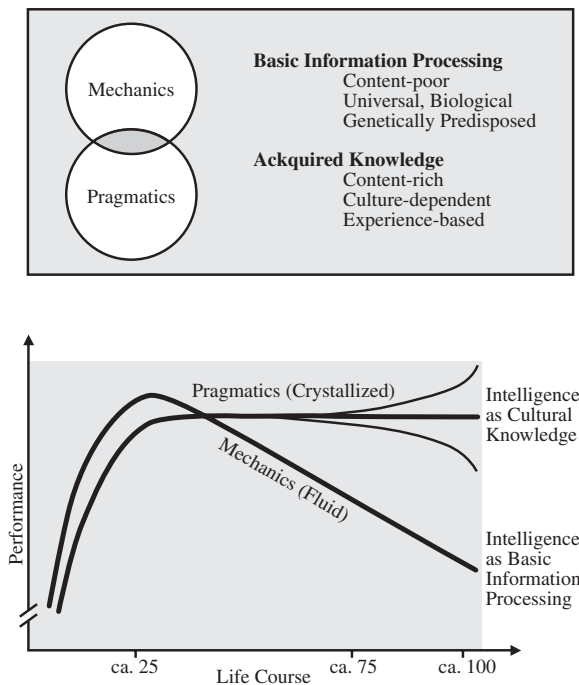 Mechanics
Pragmatics
Basic Information Processing
Content-poor
Universal, Biological
Genetically Predisposed
Ackquired Knowledge
Content-rich
Culture-dependent
Experience-based
Performance
Pragmatics (Crystallized)
Mechanics (Fluid)
Intelligence
as Cultural
Knowledge
Intelligence
as Basic
Information
Processing
ca. 25
ca. 75
ca. 100
Life Course